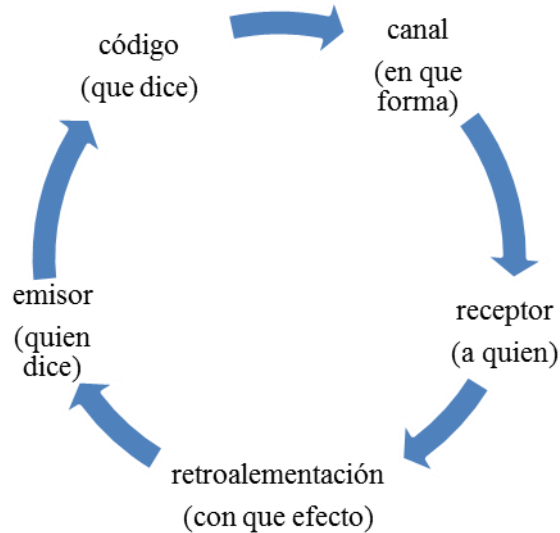 código
(que dice)
canal
(en que
forma)
receptor
(a quien)
retroalementación
(con que efecto)
emisor
(quien
dice)